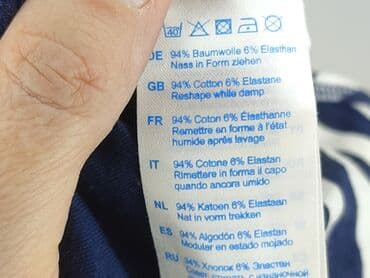 40
DE 94% Baumwolle 6% Elasthan
Nass in Form ziehen
GB 94% Cotton 6% Elastane
Reshape while damp
FR 94% Coton 6% Élasthanne
Remettre en forme à l'état
humide après lavage
IT 94% Cotone 6% Elastan
Rimettere in forma il capo
quando ancora umido
NL 94% Katoen 6% Elastaan
Nat in vorm trekken
ES 94% Algodón 6% Elastan
Modular en estado mojado
RU 94% Хлопок 6% Эластан